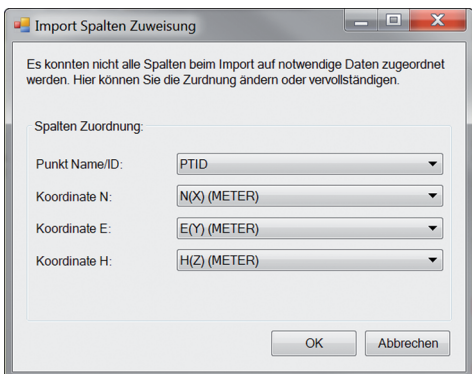 Import Spalten Zuweisung
Es konnten nicht alle Spalten beim Import auf notwendige Daten zugeordnet
werden. Hier können Sie die Zurdnung ändern oder vervollständigen.
Spalten Zuordnung:
Punkt Name/ID: PTID
Koordinate N: N(X) (METER)
Koordinate E: E(Y) (METER)
Koordinate H: H(Z) (METER)
OK Abbrechen